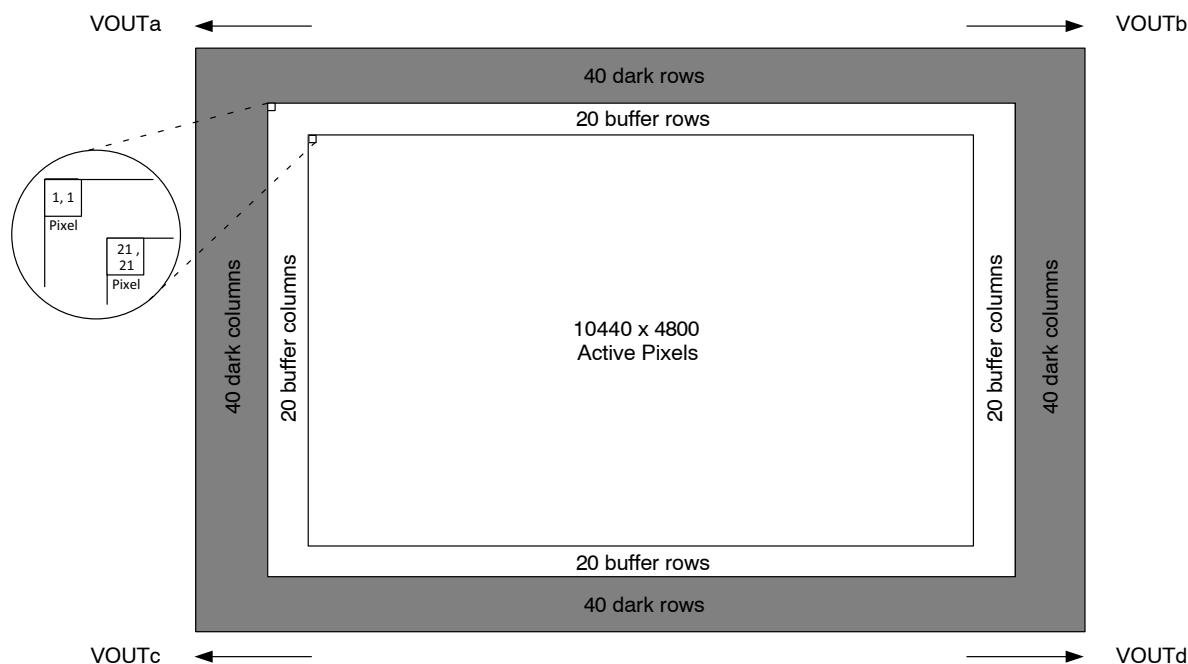 VOUTa
VOUTb
40 dark rows
20 buffer rows
1, 1
Pixel
21 ,
21
Pixel
40 dark columns
20 buffer columns
10440 x 4800
Active Pixels
20 buffer columns
40 dark columns
20 buffer rows
40 dark rows
VOUTc
VOUTd